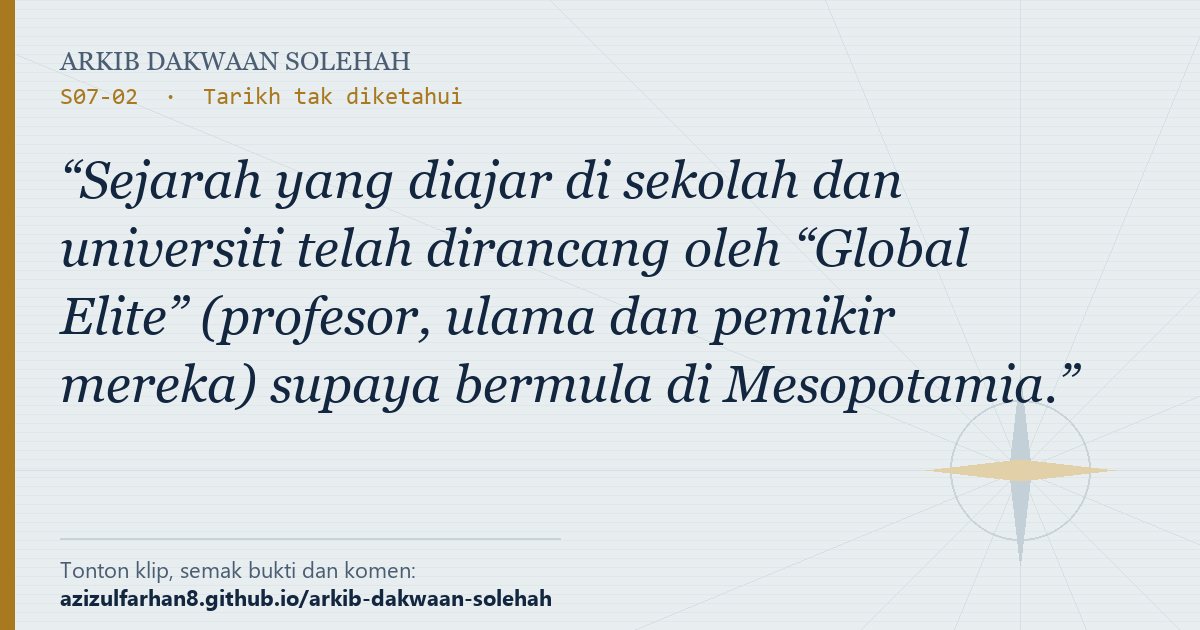 ARKIB DAKWAAN SOLEHAH
S07-02 · Tarikh tak diketahui
“Sejarah yang diajar di sekolah dan
universiti telah dirancang oleh “Global
Elite” (profesor, ulama dan pemikir
mereka) supaya bermula di Mesopotamia.”
Tonton klip, semak bukti dan komen:
azizulfarhan8.github.io/arkib-dakwaan-solehah